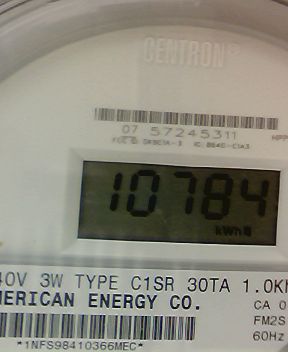 CENTRON®
07 57245311
10784
kWh
40V 3W TYPE C1SR 30TA 1.0Kh
MERICAN ENERGY CO.
CA 0
FM2S
60Hz
*1NFS98410366MEC*